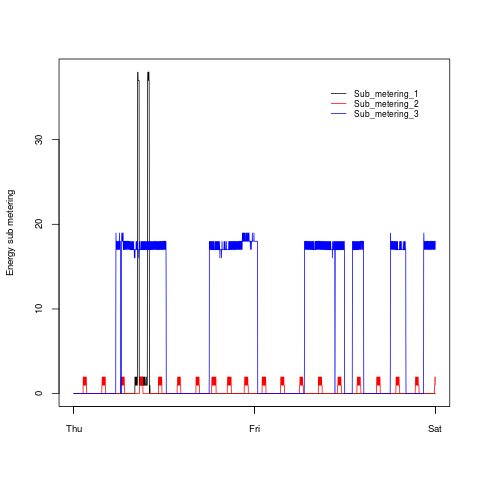 Energy sub metering
30
20
10
0
Sub_metering_1
Sub_metering_2
Sub_metering_3
Thu
Fri
Sat